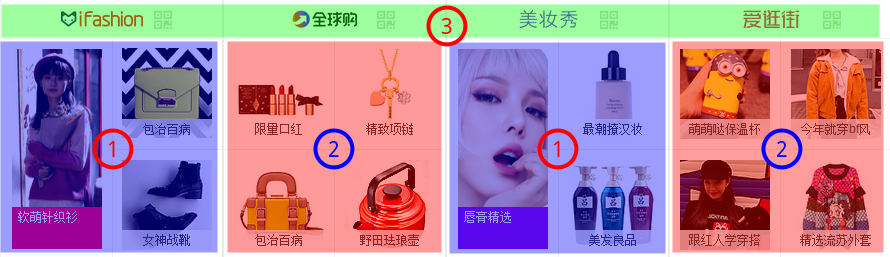 iFashion
全球购
美妆秀
爱逛街
3
包治百病
1
软萌针织衫
女神战靴
限量口红
精致项链
2
包治百病
野田珐琅壶
最潮撞汉妆
1
唇膏精选
美发良品
萌萌哒保温杯
今年就穿bf风
2
跟红人学穿搭
精选流苏外套